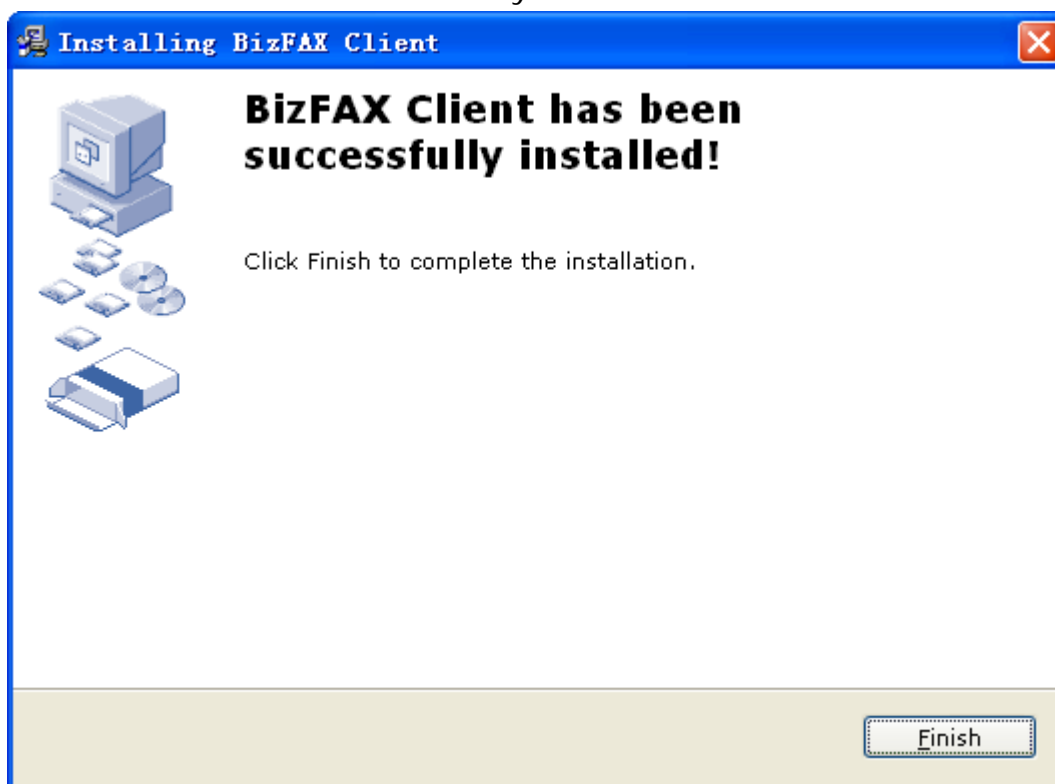 Installing BizFAX Client
BizFAX Client has been
successfully installed!
Click Finish to complete the installation.
Finish